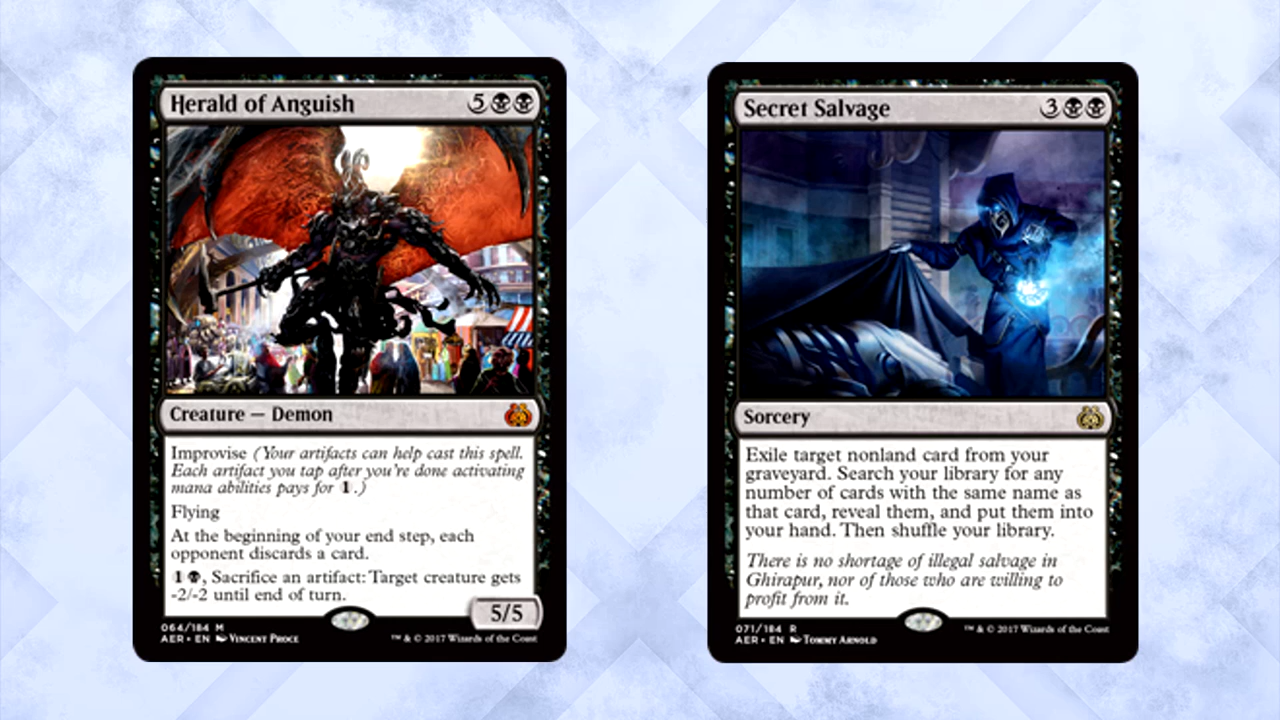 Herald of Anguish 5
Creature — Demon
Improvise (Your artifacts can help cast this spell.
Each artifact you tap after you're done activating
mana abilities pays for 1.)
Flying
At the beginning of your end step, each
opponent discards a card.
1, Sacrifice an artifact: Target creature gets
-2/-2 until end of turn.
5/5
064/184 M
AER • EN VINCENT PROCE
™ & © 2017 Wizards of the Coast
Secret Salvage 3
Sorcery
Exile target nonland card from your
graveyard. Search your library for any
number of cards with the same name as
that card, reveal them, and put them into
your hand. Then shuffle your library.
There is no shortage of illegal salvage in
Ghirapur, nor of those who are willing to
profit from it.
071/184 R
AER • EN TOMMY ARNOLD
™ & © 2017 Wizards of the Coast